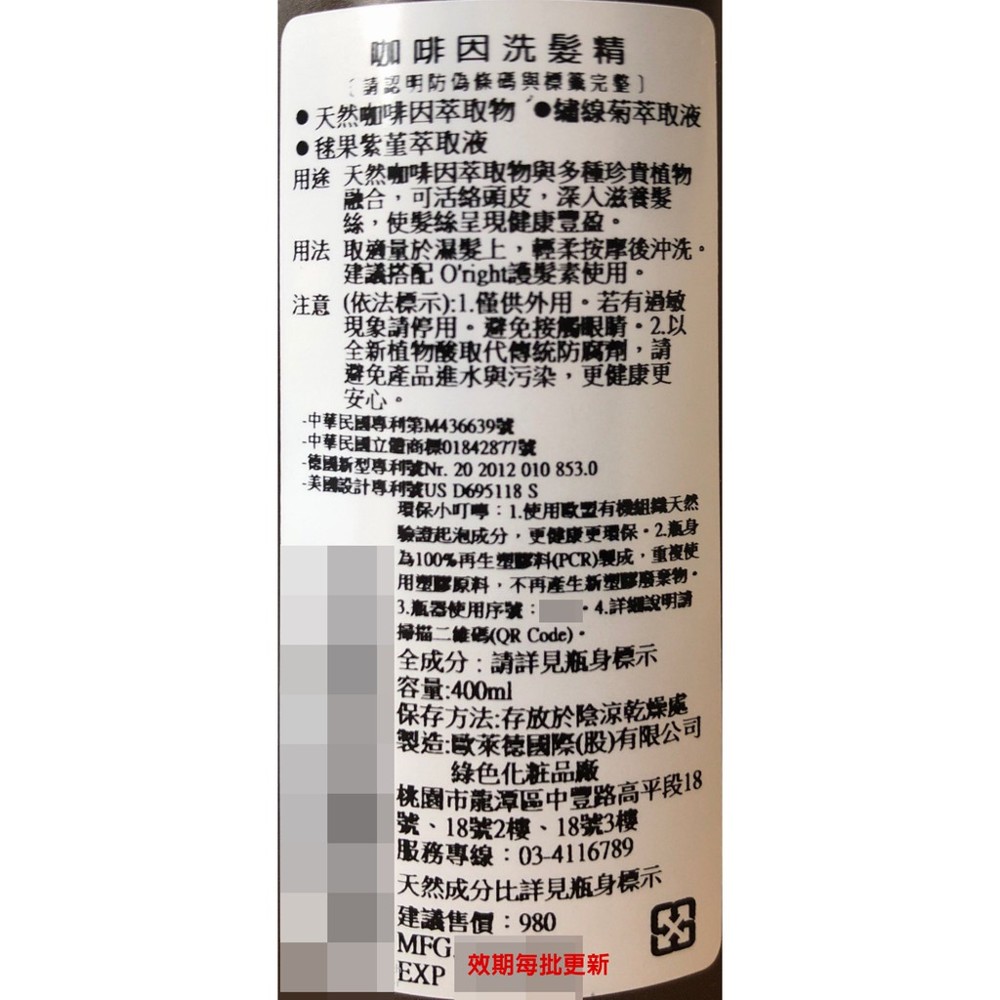 咖啡因洗髮精
〔請認明防偽條碼與標籤完整〕
●天然咖啡因萃取物 ●繡線菊萃取液
●毬果紫堇萃取液
用途 天然咖啡因萃取物與多種珍貴植物
融合，可活絡頭皮，深入滋養髮
絲，使髮絲呈現健康豐盈。
用法 取適量於濕髮上，輕柔按摩後沖洗。
建議搭配 O'right護髮素使用。
注意 (依法標示):1.僅供外用。若有過敏
現象請停用。避免接觸眼睛。2.以
全新植物酸取代傳統防腐劑，請
避免產品進水與污染，更健康更
安心。
-中華民國專利第M436639號
-中華民國立體商標01842877號
-德國新型專利號Nr. 20 2012 010 853.0
-美國設計專利號US D695118 S
環保小叮嚀：1.使用歐盟有機組織天然
驗證起泡成分，更健康更環保。2.瓶身
為100%再生塑膠料(PCR)製成，重複使
用塑膠原料，不再產生新塑膠廢棄物。
3.瓶器使用序號： 。4.詳細說明請
掃描二維碼(QR Code)。
全成分：請詳見瓶身標示
容量:400ml
保存方法:存放於陰涼乾燥處
製造:歐萊德國際(股)有限公司
綠色化粧品廠
桃園市龍潭區中豐路高平段18
號、18號2樓、18號3樓
服務專線：03-4116789
天然成分比詳見瓶身標示
建議售價：980
MFG.
EXP 效期每批更新